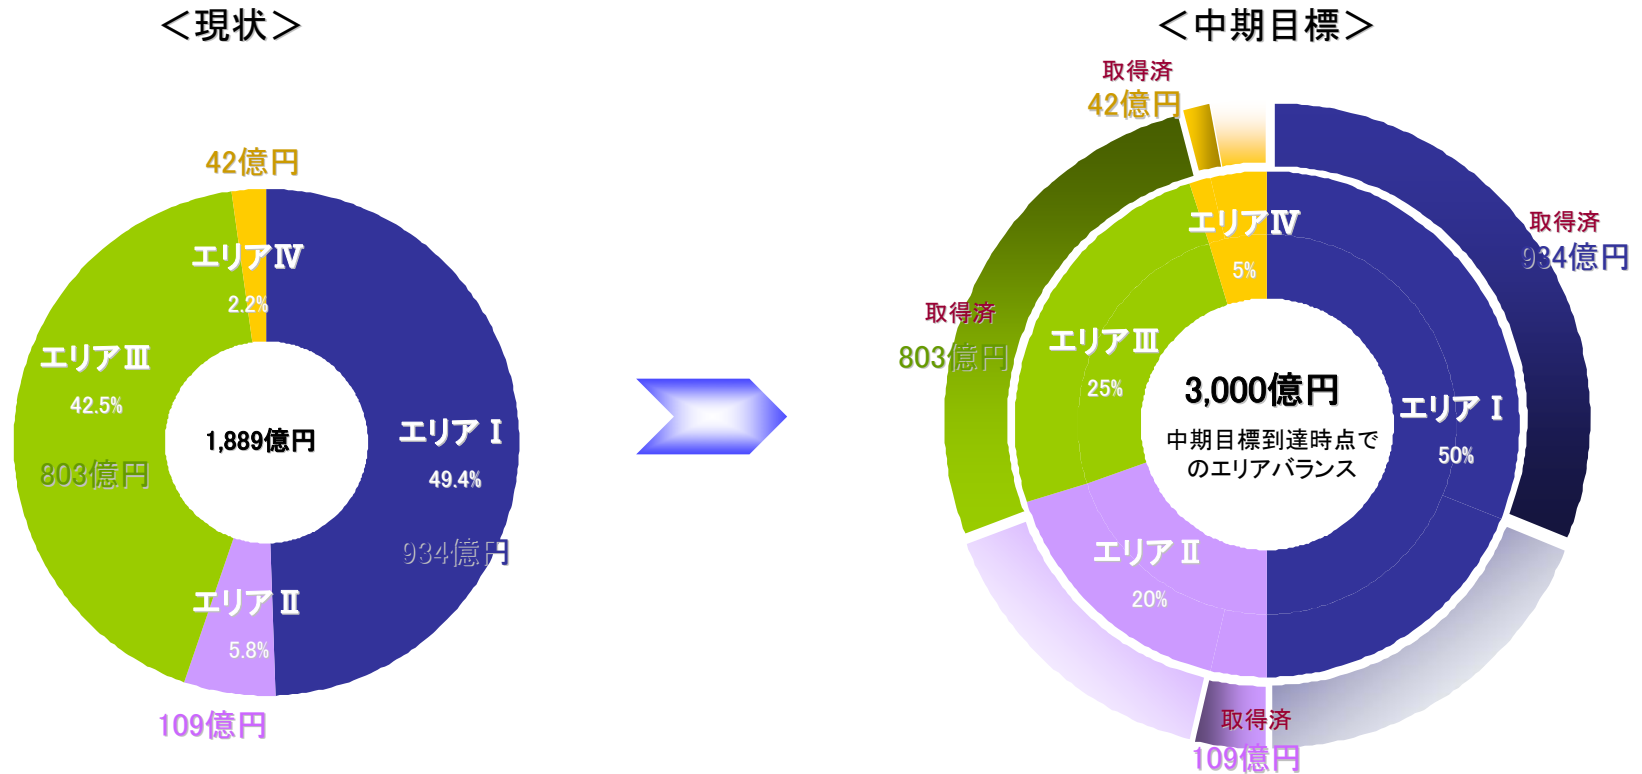 ＜現状＞
42億円
エリアⅣ
2.2%
エリアⅢ
42.5%
803億円
1,889億円
エリアⅠ
49.4%
934億円
エリアⅡ
5.8%
109億円
＜中期目標＞
取得済
42億円
取得済
934億円
エリアⅣ
5%
取得済
803億円
エリアⅢ
25%
3,000億円
中期目標到達時点で
のエリアバランス
エリアⅠ
50%
エリアⅡ
20%
取得済
109億円